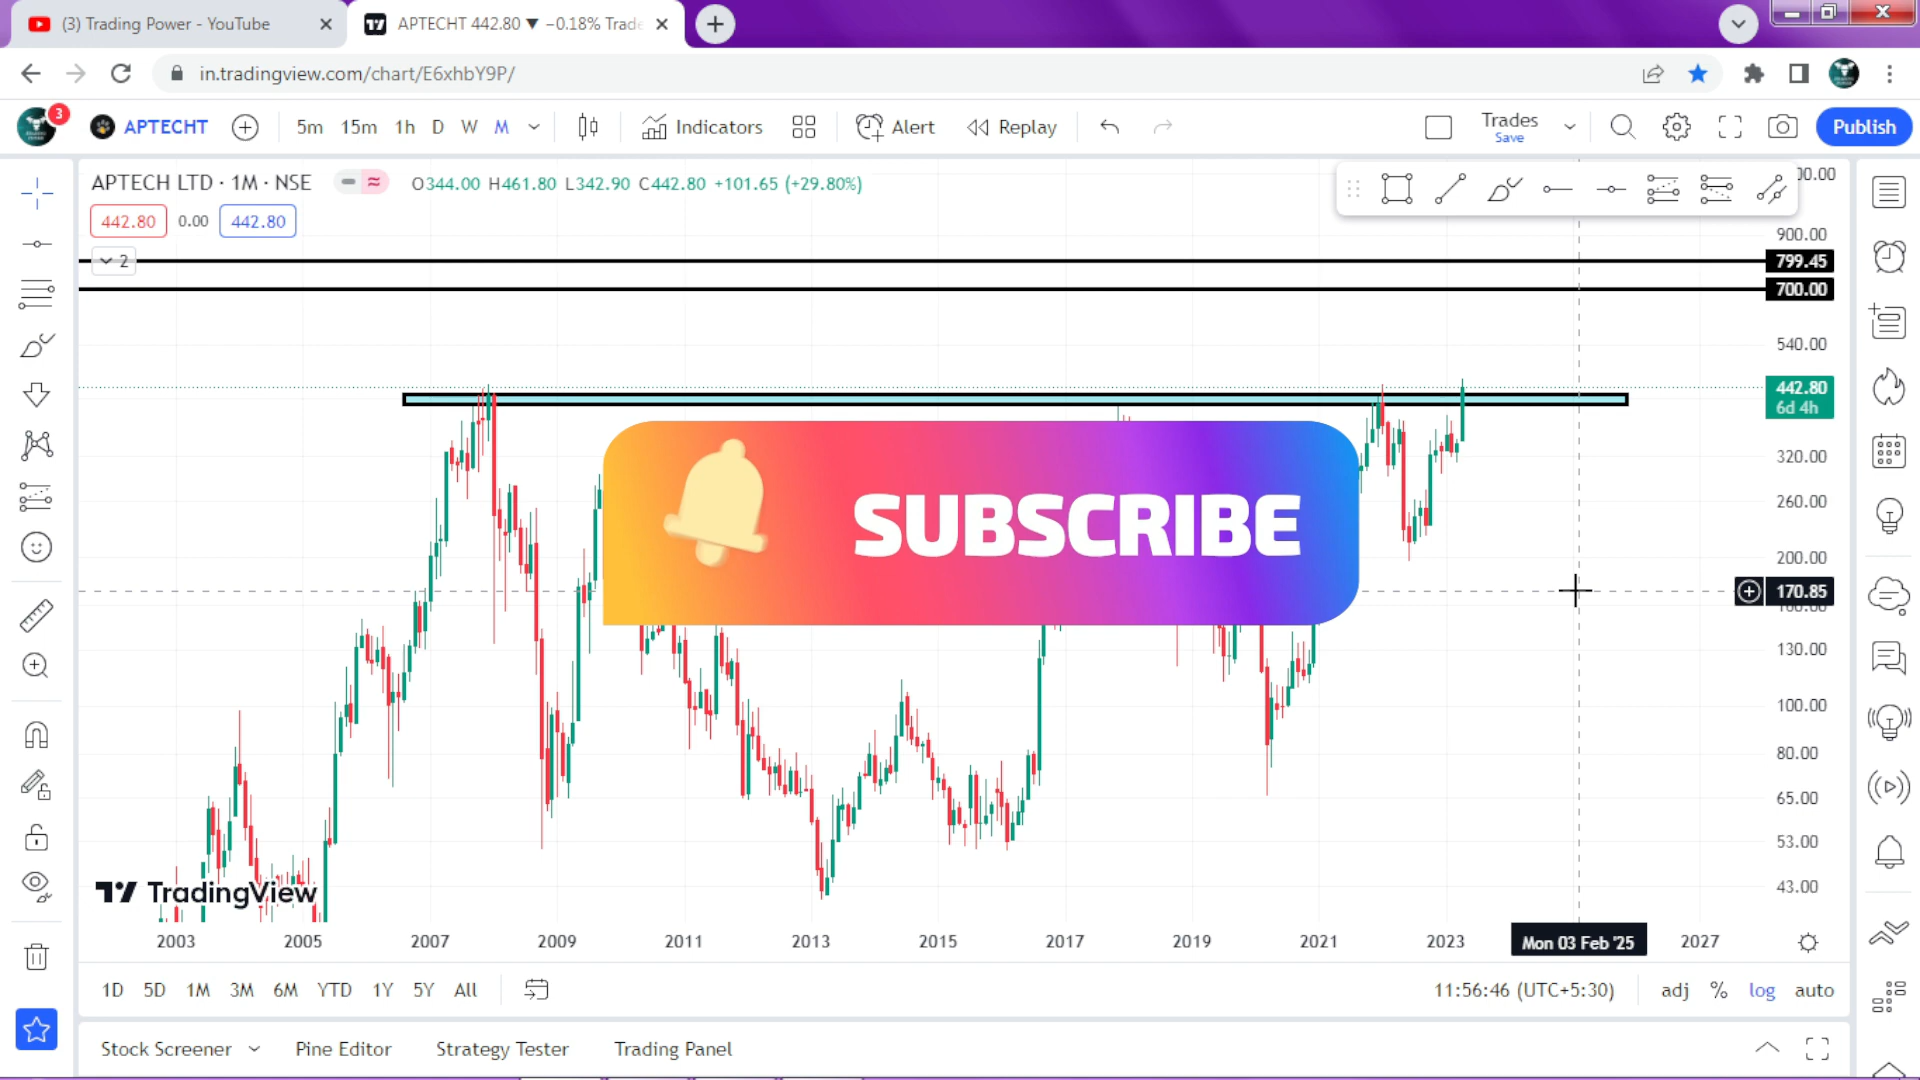 (3) Trading Power - YouTube
APTECHT 442.80 ▼ −0.18% Trade
in.tradingview.com/chart/E6xhbY9P/
3
APTECHT 5m 15m 1h D W M Indicators Alert Replay Trades Publish
Save
APTECH LTD · 1M · NSE O344.00 H461.80 L342.90 C442.80 +101.65 (+29.80%)
442.80 0.00 442.80
2
900.00
799.45
700.00
540.00
442.80
6d 4h
320.00
260.00
200.00
170.85
160.00
130.00
100.00
80.00
65.00
53.00
43.00
SUBSCRIBE
TradingView
2003 2005 2007 2009 2011 2013 2015 2017 2019 2021 2023 Mon 03 Feb '25 2027
1D 5D 1M 3M 6M YTD 1Y 5Y All 11:56:46 (UTC+5:30) adj % log auto
Stock Screener Pine Editor Strategy Tester Trading Panel